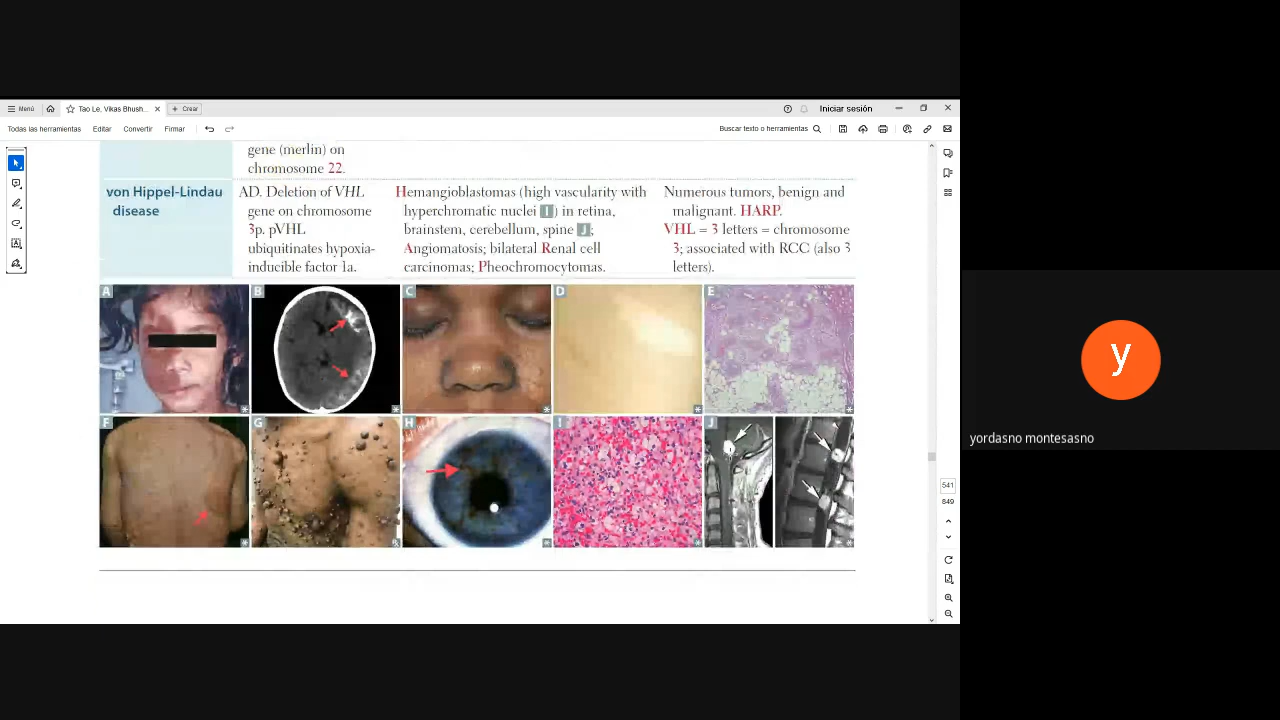 Menú
Tao Le, Vikas Bhush...
Crear
Iniciar sesión
Todas las herramientas
Editar
Convertir
Firmar
Buscar texto o herramientas
gene (merlin) on
chromosome 22.
von Hippel-Lindau
disease
AD. Deletion of VHL
gene on chromosome
3p. pVHL
ubiquitinates hypoxia-
inducible factor 1a.
Hemangioblastomas (high vascularity with
hyperchromatic nuclei I) in retina,
brainstem, cerebellum, spine J;
Angiomatosis; bilateral Renal cell
carcinomas; Pheochromocytomas.
Numerous tumors, benign and
malignant. HARP.
VHL = 3 letters = chromosome
3; associated with RCC (also 3
letters).
A
B
C
D
E
F
G
H
I
J
541
849
y
yordasno montesasno